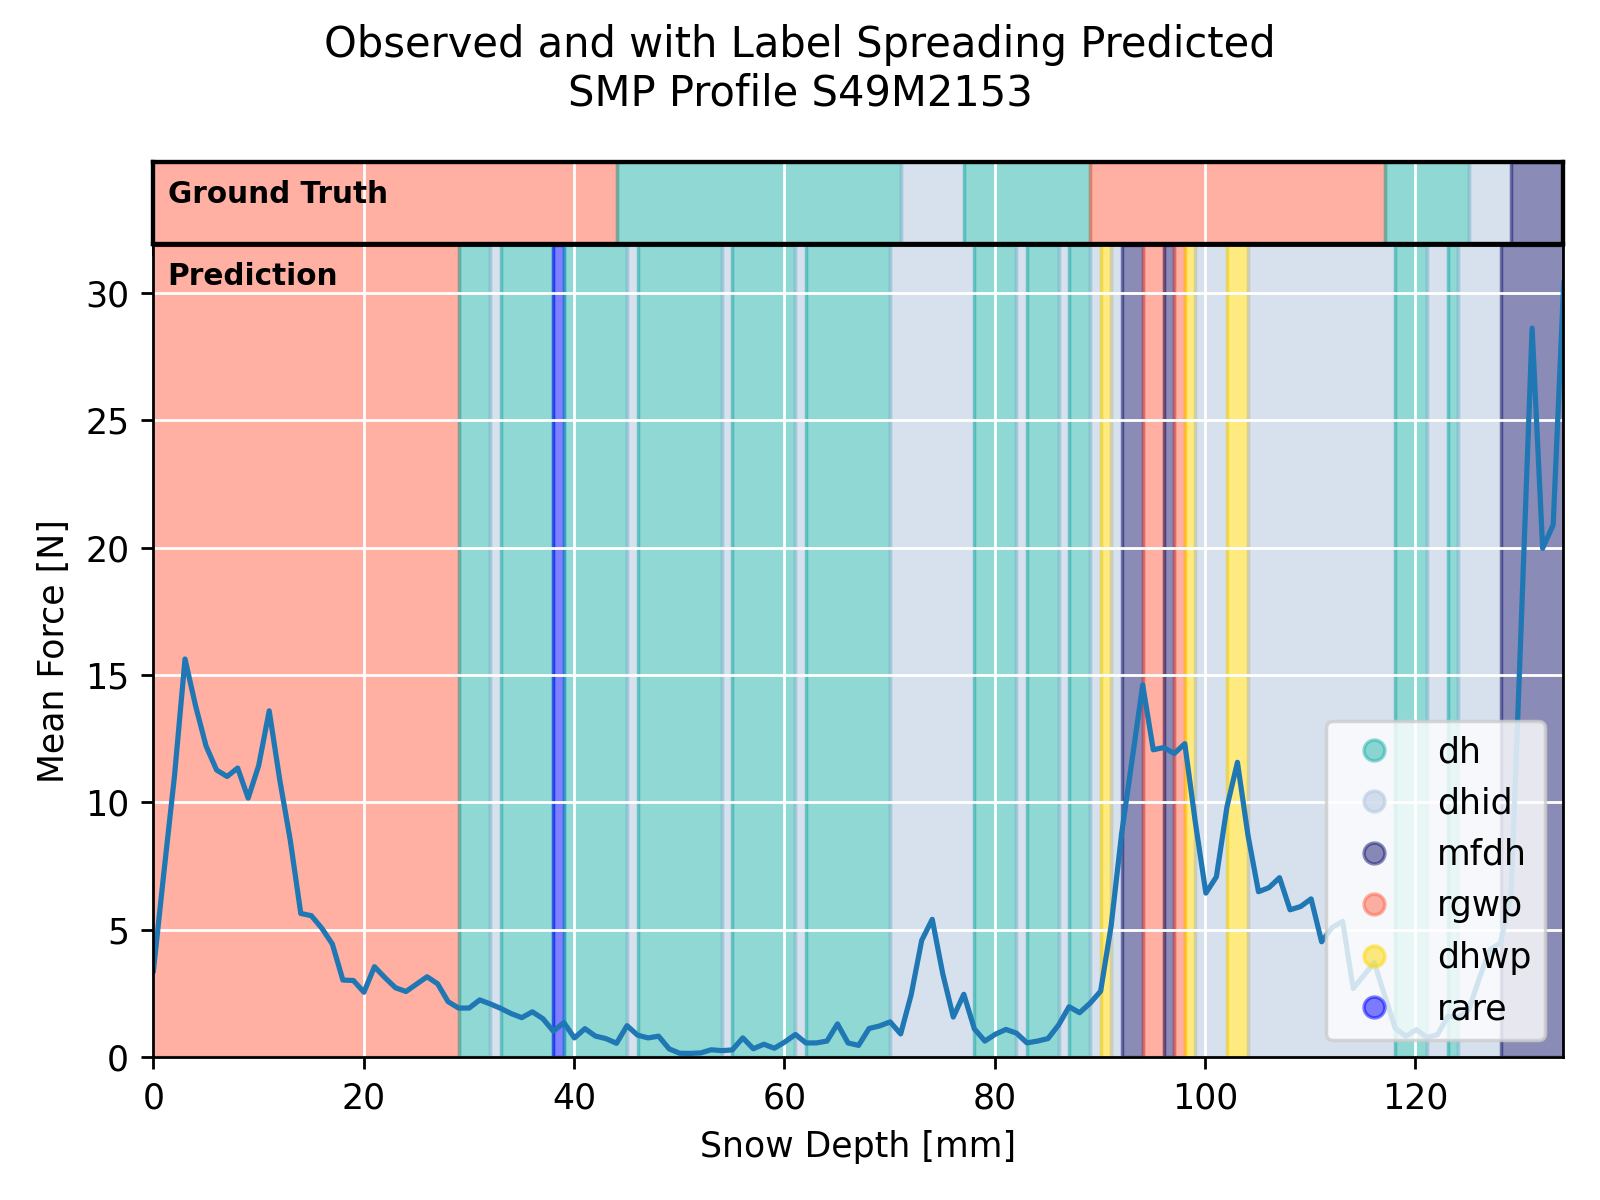 Observed and with Label Spreading Predicted
SMP Profile S49M2153
Ground Truth
Prediction
30
25
20
15
10
5
0
Mean Force [N]
dh
dhid
mfdh
rgwp
dhwp
rare
0 20 40 60 80 100 120
Snow Depth [mm]